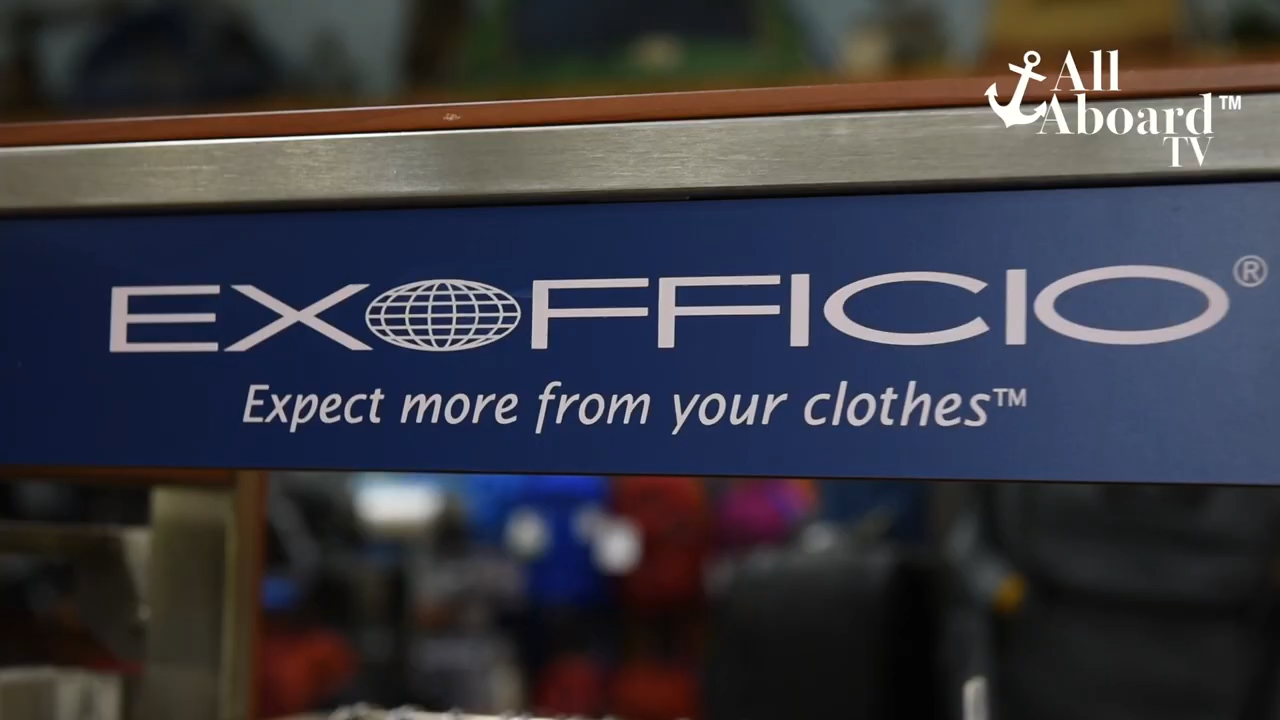 All
Aboard™
TV
EXOFFICIO®
Expect more from your clothes™